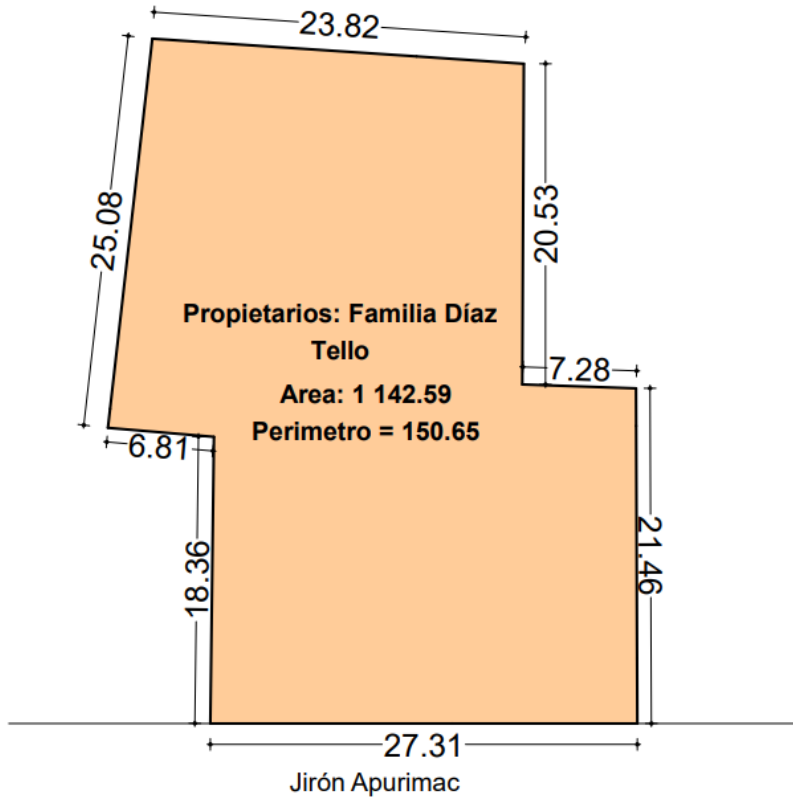 23.82
25.08
20.53
Propietarios: Familia Díaz
Tello
7.28
Area: 1 142.59
Perimetro = 150.65
6.81
18.36
21.46
27.31
Jirón Apurimac